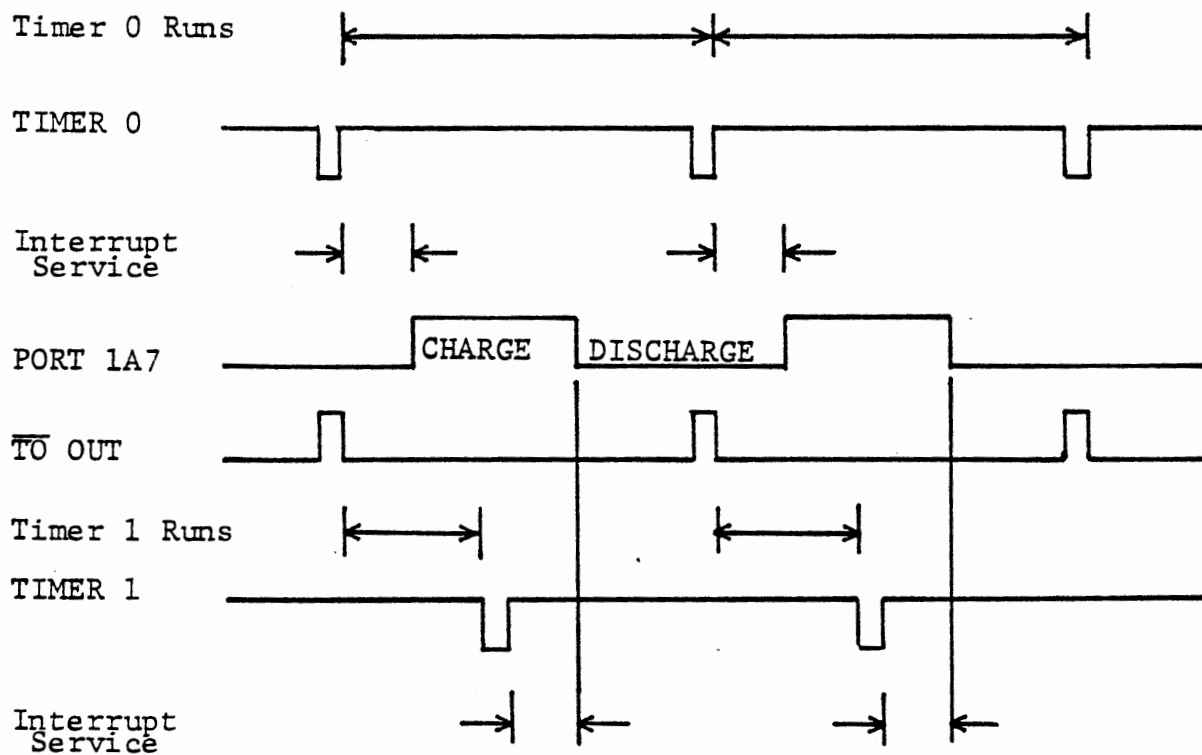 Timer 0 Runs
TIMER 0
Interrupt
Service
PORT 1A7
CHARGE
DISCHARGE
T̅O̅ OUT
Timer 1 Runs
TIMER 1
Interrupt
Service